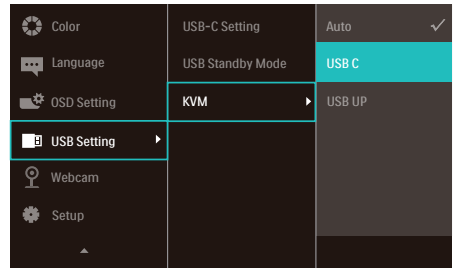 Color
Language
OSD Setting
USB Setting
Webcam
Setup
USB-C Setting
USB Standby Mode
KVM
Auto
USB C
USB UP